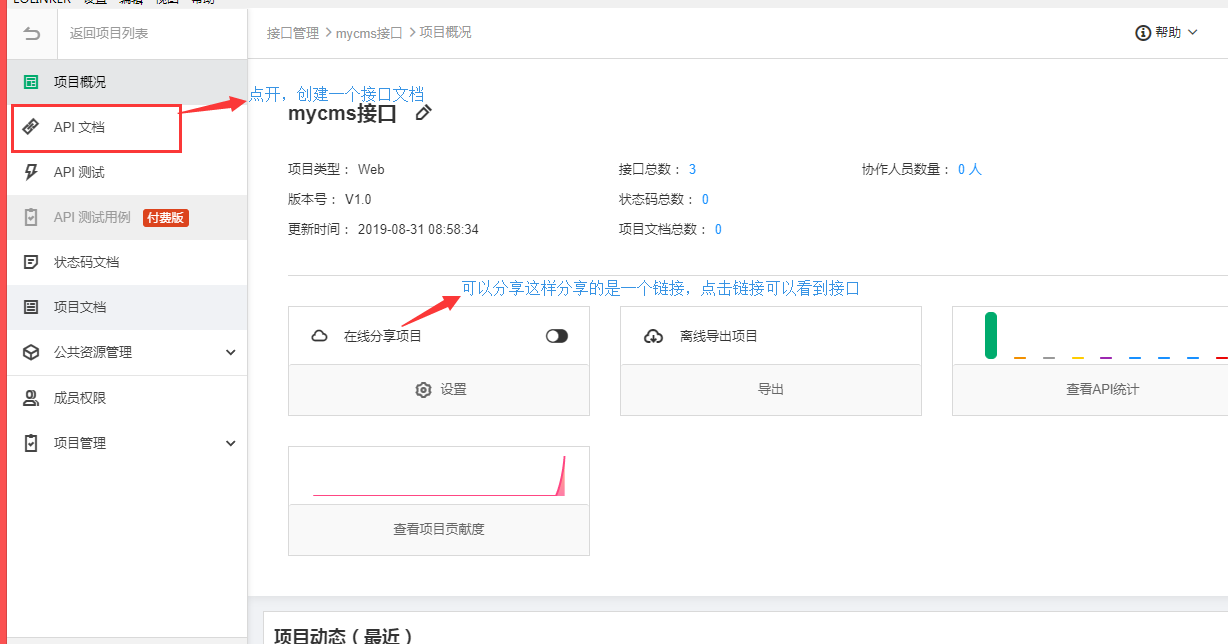 EOLINKER 设置 编辑 视图 帮助
返回项目列表
接口管理 > mycms接口 > 项目概况
帮助
项目概况
点开，创建一个接口文档
mycms接口
API 文档
API 测试
项目类型： Web
接口总数： 3
协作人员数量： 0 人
版本号： V1.0
状态码总数： 0
API 测试用例 付费版
更新时间： 2019-08-31 08:58:34
项目文档总数： 0
状态码文档
可以分享这样分享的是一个链接，点击链接可以看到接口
项目文档
在线分享项目
离线导出项目
公共资源管理
设置
导出
查看API统计
成员权限
项目管理
查看项目贡献度
项目动态（最近）